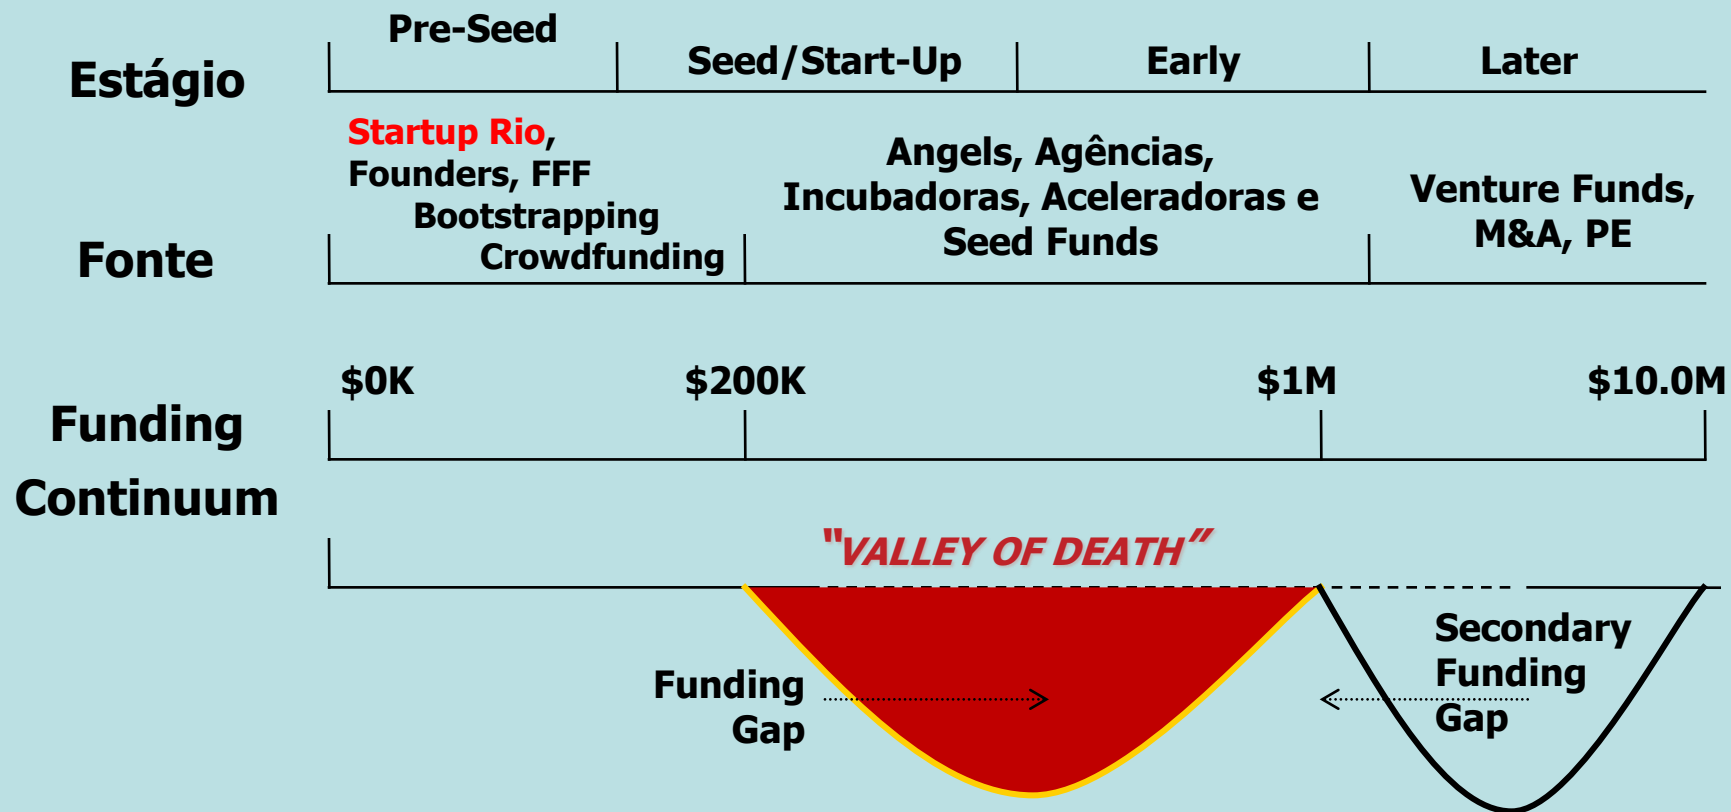 Estágio
Pre-Seed
Seed/Start-Up
Early
Later
Fonte
Startup Rio,
Founders, FFF
Bootstrapping
Crowdfunding
Angels, Agências,
Incubadoras, Aceleradoras e
Seed Funds
Venture Funds,
M&A, PE
Funding
Continuum
$0K
$200K
$1M
$10.0M
"VALLEY OF DEATH"
Funding
Gap
Secondary
Funding
Gap